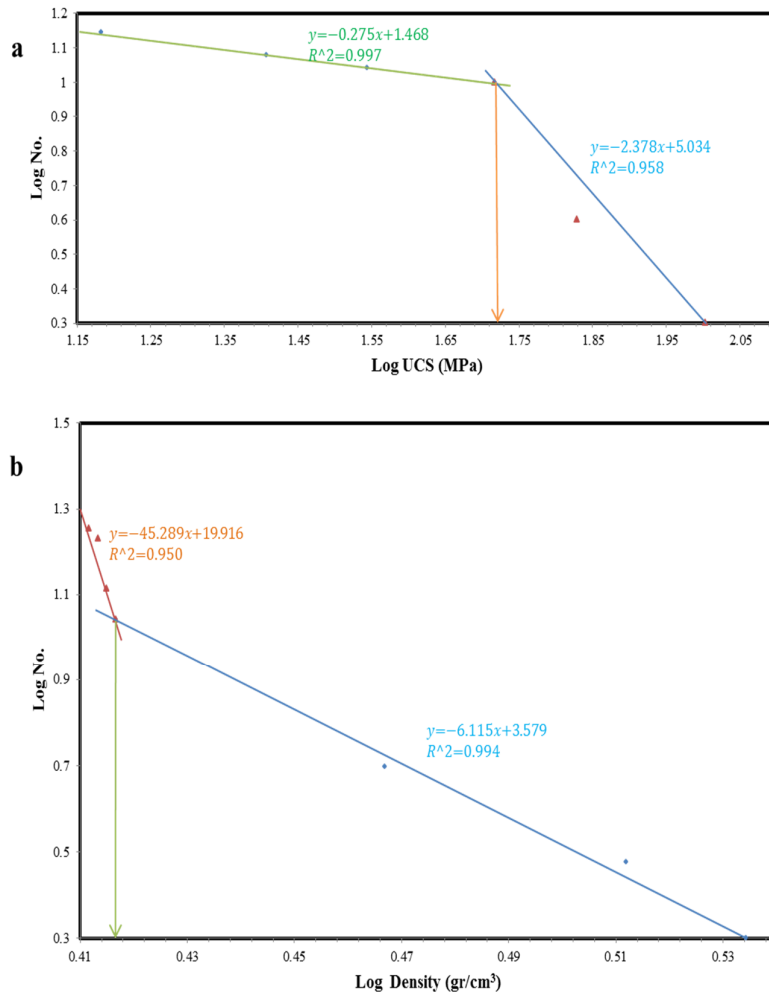 a
1.2
1.1
1
0.9
0.8
0.7
0.6
0.5
0.4
0.3
Log No.
y=−0.275x+1.468
R^2=0.997
y=−2.378x+5.034
R^2=0.958
1.15 1.25 1.35 1.45 1.55 1.65 1.75 1.85 1.95 2.05
Log UCS (MPa)
b
1.5
1.3
1.1
0.9
0.7
0.5
0.3
Log No.
y=−45.289x+19.916
R^2=0.950
y=−6.115x+3.579
R^2=0.994
0.41 0.43 0.45 0.47 0.49 0.51 0.53
Log Density (gr/cm³)